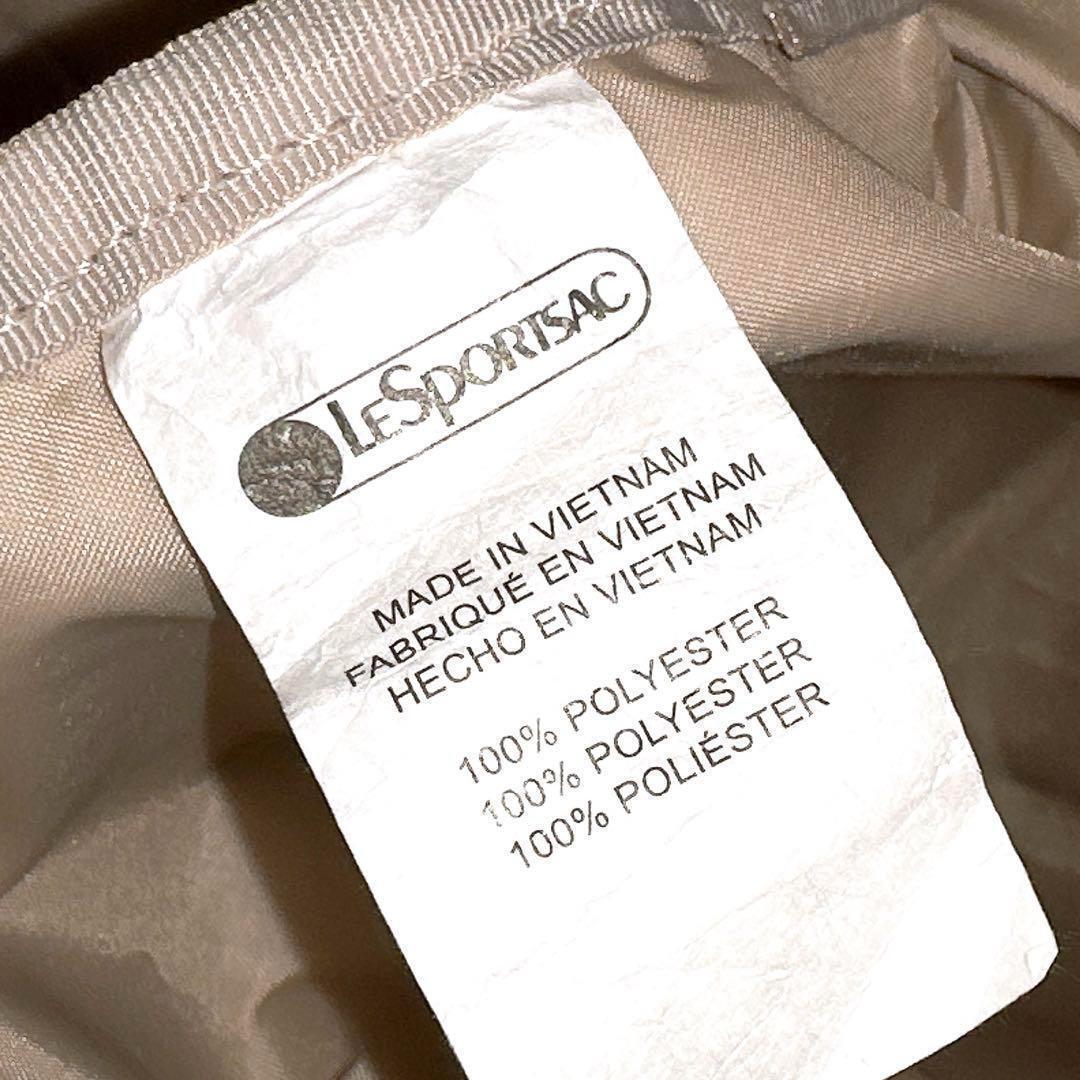 LESPORTSAC
MADE IN VIETNAM
FABRIQUÉ EN VIETNAM
HECHO EN VIETNAM
100% POLYESTER
100% POLYESTER
100% POLIÉSTER